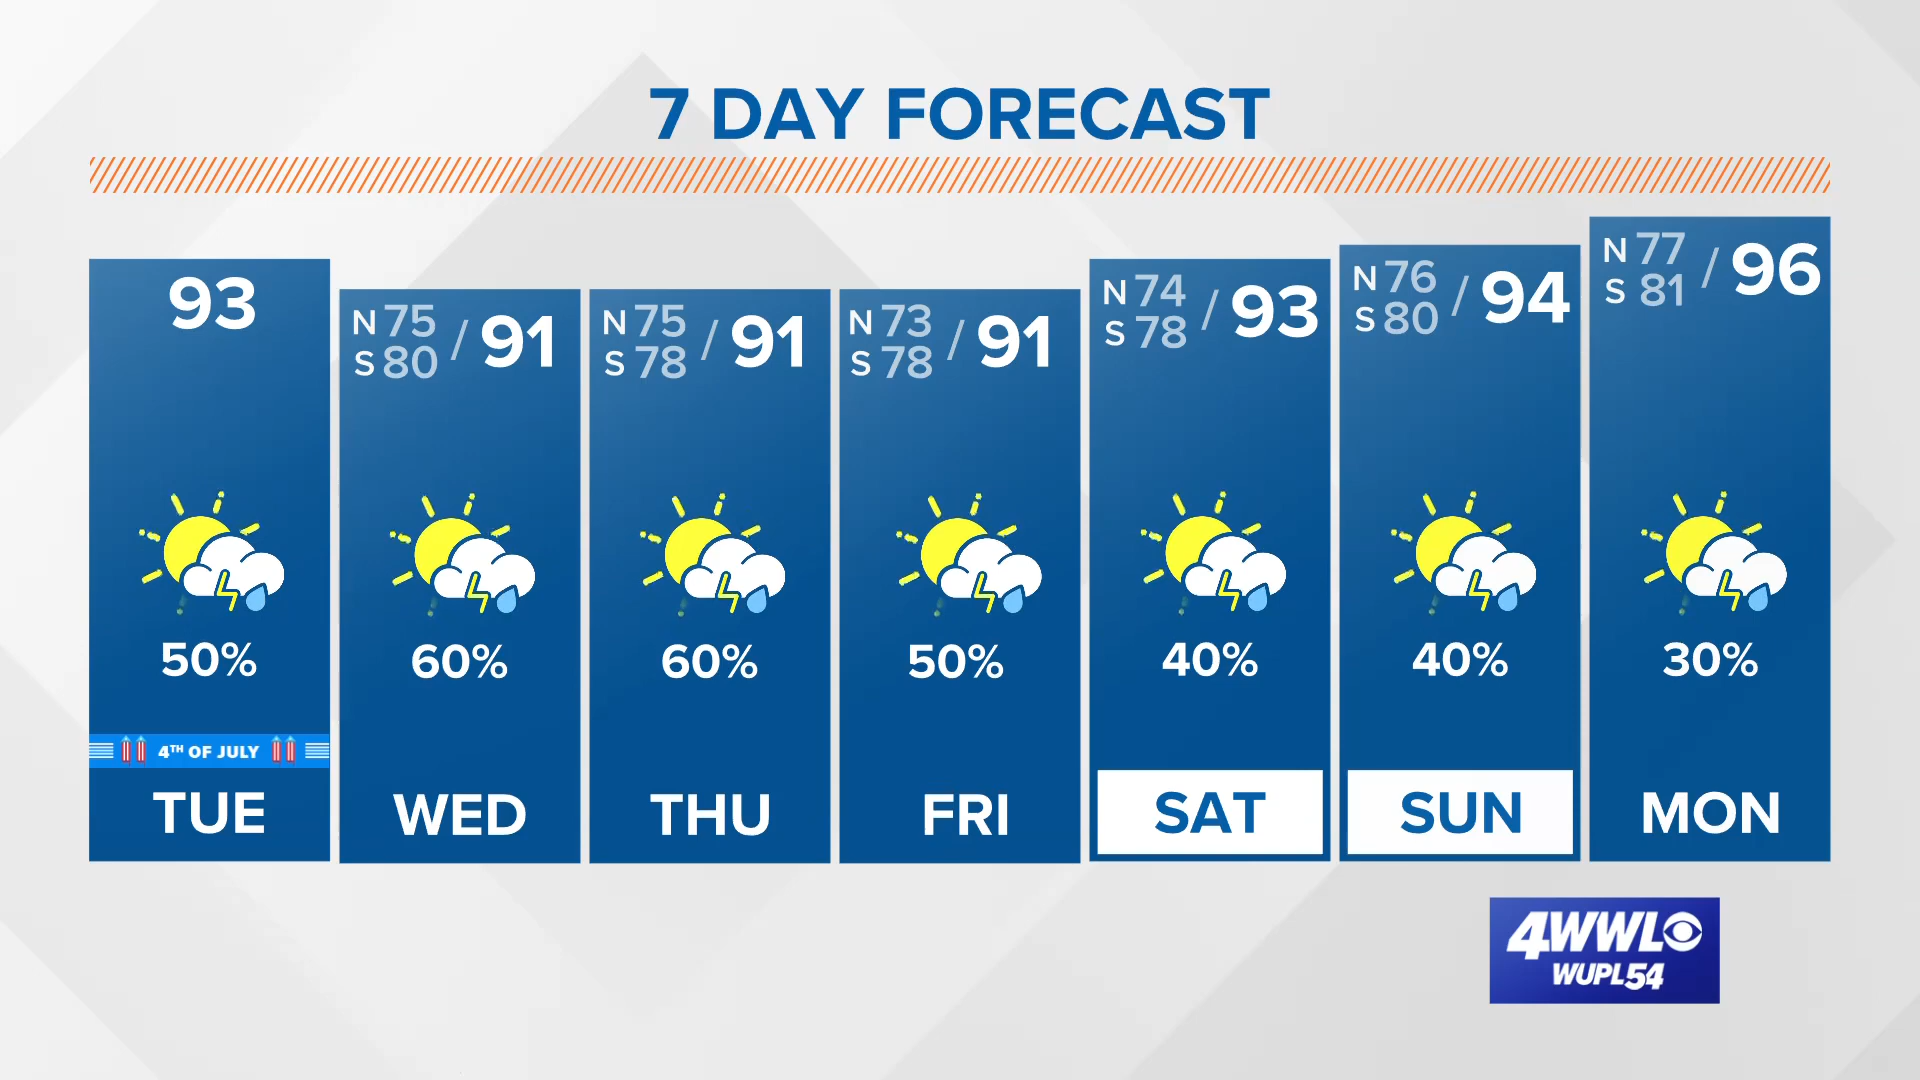 7 DAY FORECAST
93
50%
4TH OF JULY
TUE
N 75
S 80
/ 91
60%
WED
N 75
S 78
/ 91
60%
THU
N 73
S 78
/ 91
50%
FRI
N 74
S 78
/ 93
40%
SAT
N 76
S 80
/ 94
40%
SUN
N 77
S 81
/ 96
30%
MON
4WWL
WUPL54